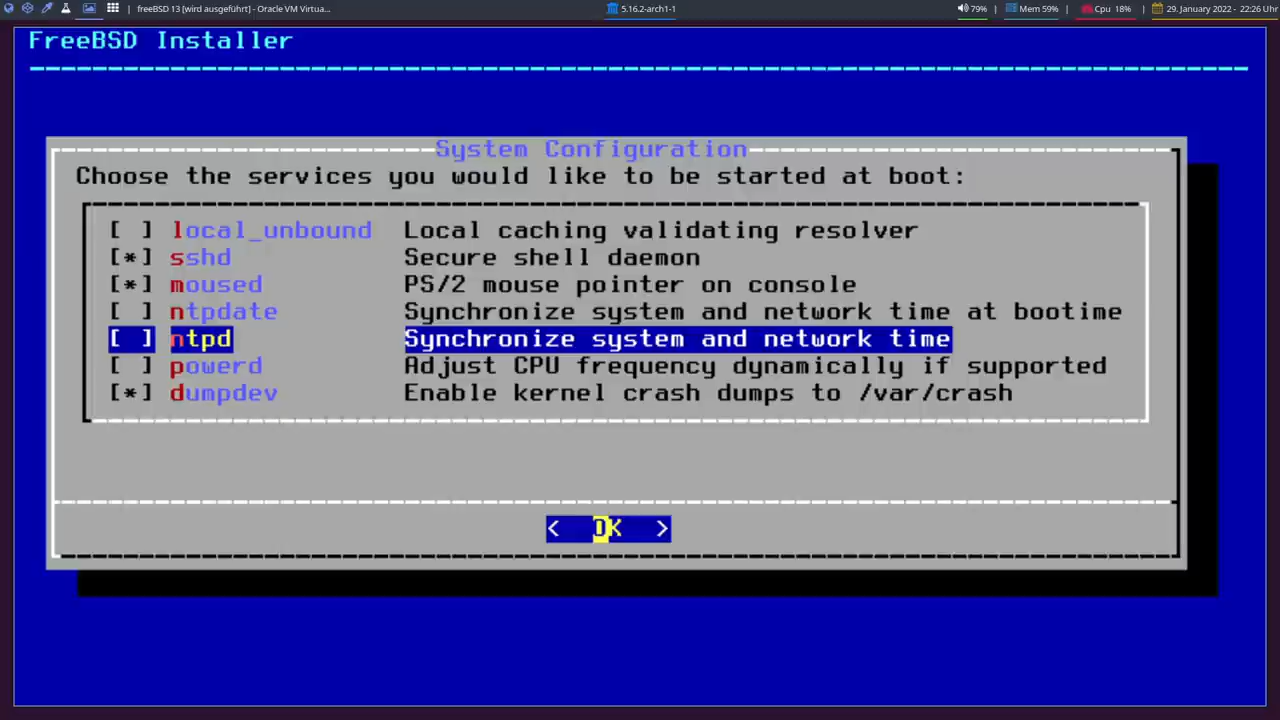 freeBSD 13 [wird ausgeführt] - Oracle VM Virtua... 5.16.2-arch1-1 79% Mem 59% Cpu 18% 29. January 2022 - 22:26 Uhr
FreeBSD Installer
System Configuration
Choose the services you would like to be started at boot:
[ ] local_unbound Local caching validating resolver
[*] sshd Secure shell daemon
[*] moused PS/2 mouse pointer on console
[ ] ntpdate Synchronize system and network time at bootime
[ ] ntpd Synchronize system and network time
[ ] powerd Adjust CPU frequency dynamically if supported
[*] dumpdev Enable kernel crash dumps to /var/crash
< OK >